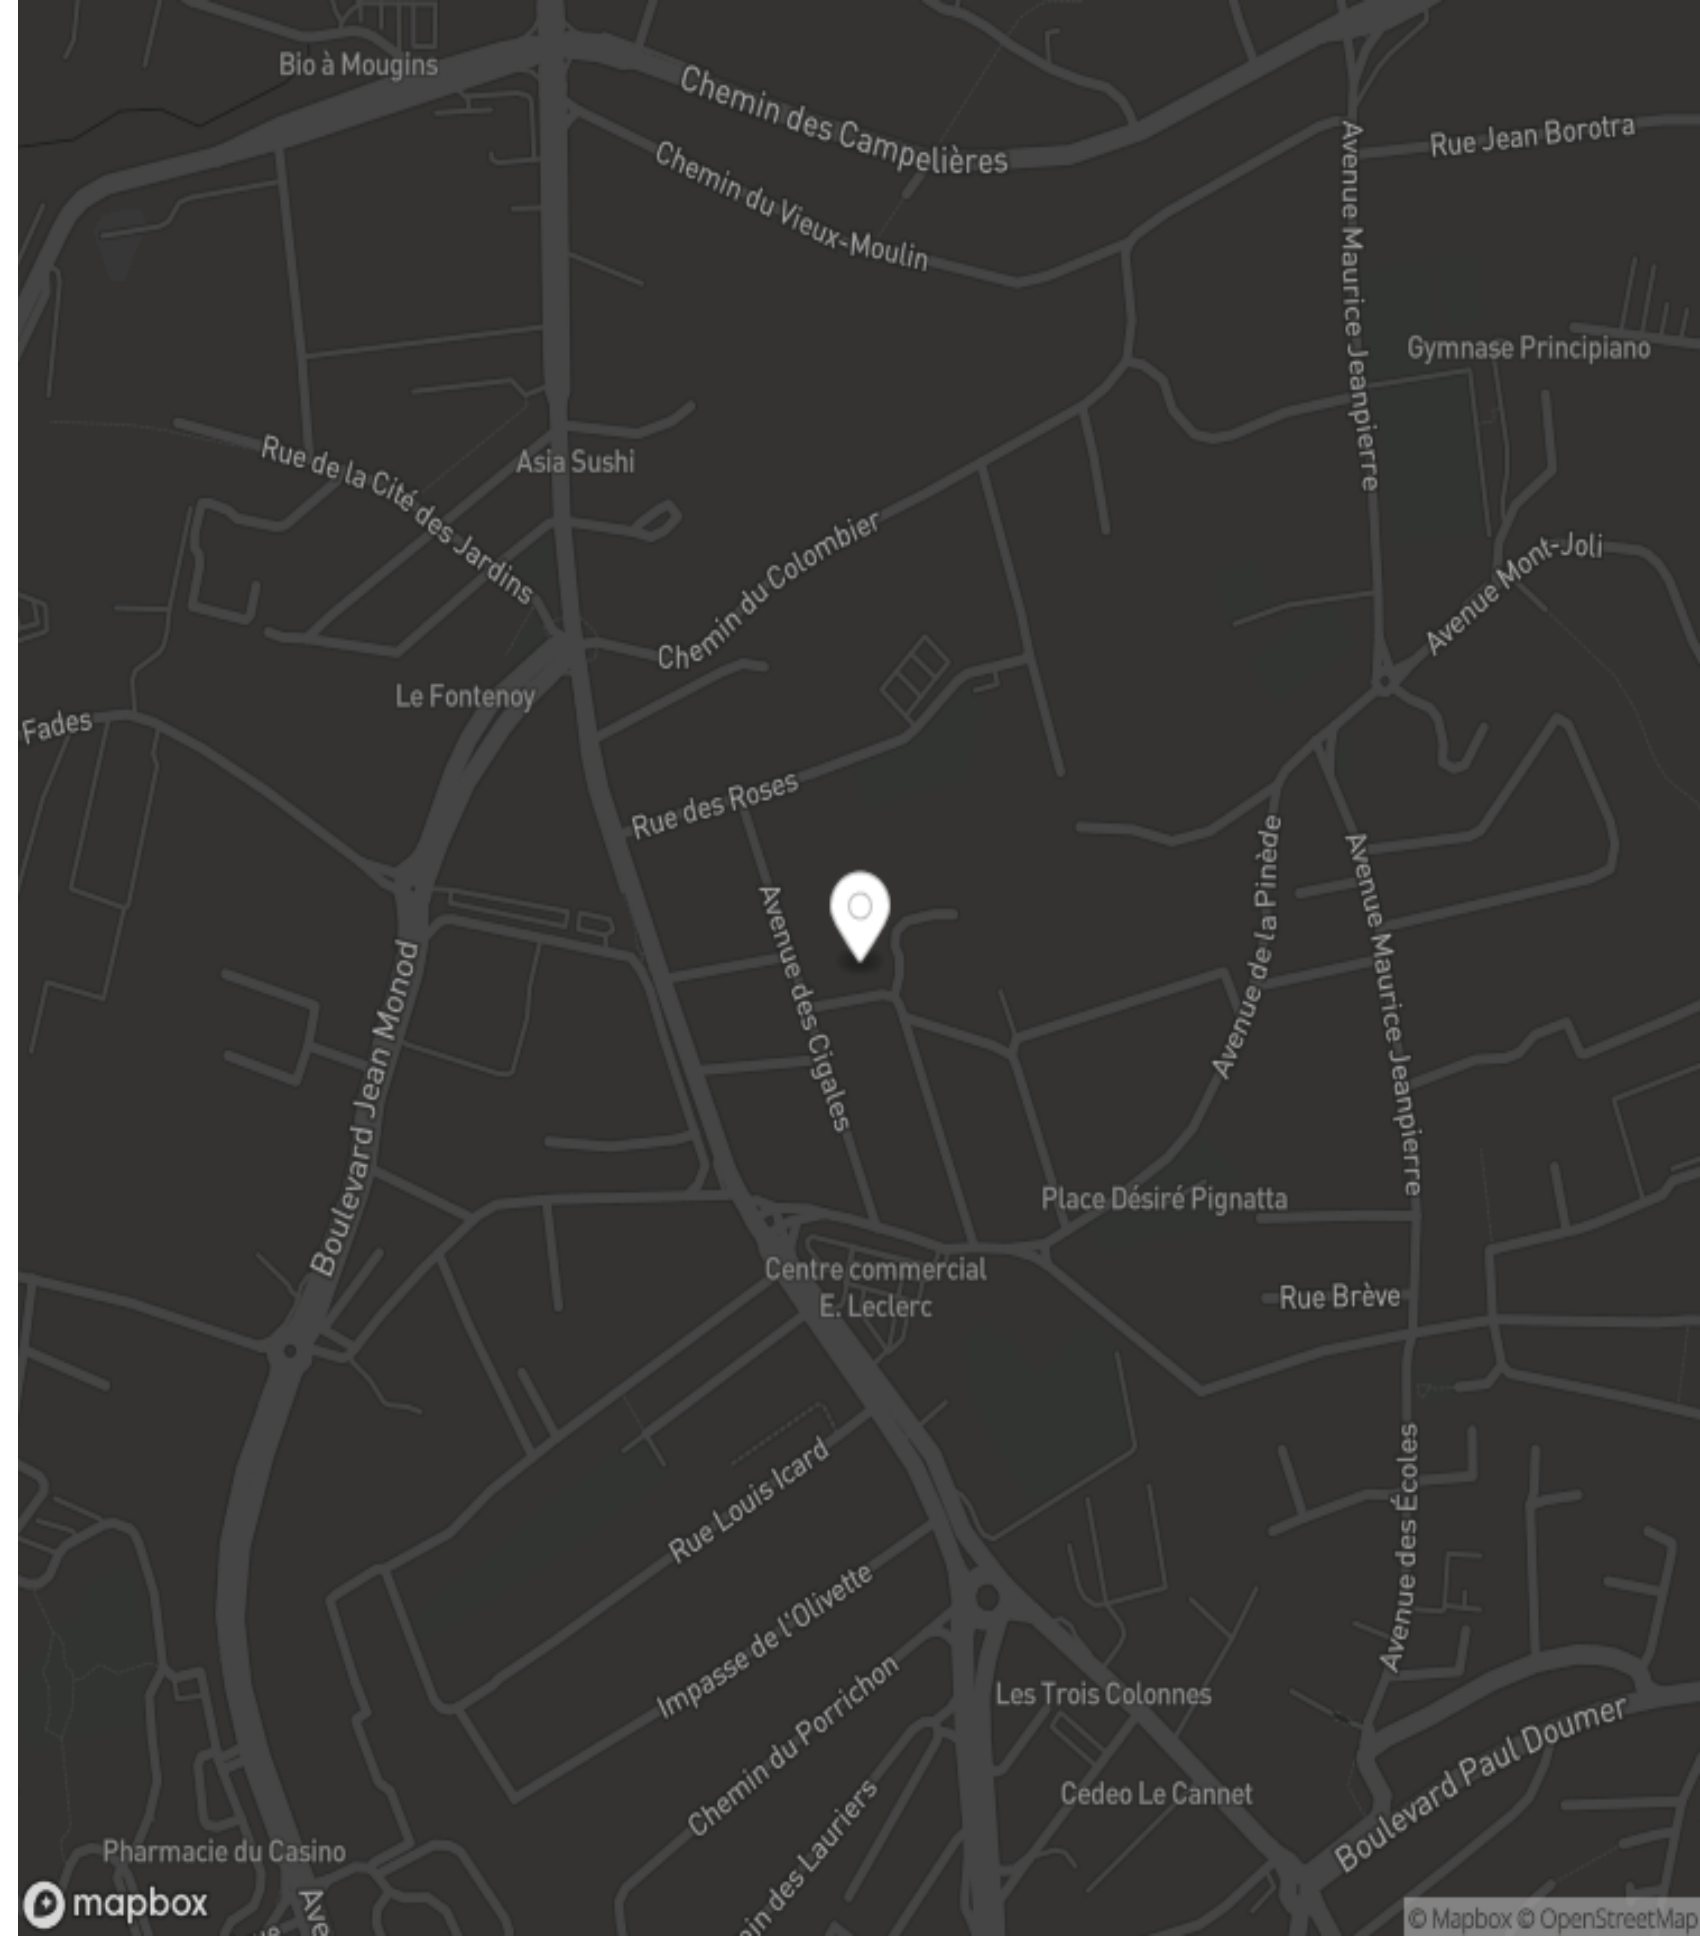 Bio à Mougins
Chemin des Campelières
Rue Jean Borotra
Chemin du Vieux-Moulin
Avenue Maurice Jeanpierre
Gymnase Principiano
Rue de la Cité des Jardins
Asia Sushi
Chemin du Colombier
Avenue Mont-Joli
Le Fontenoy
Fades
Rue des Roses
Avenue de la Pinède
Avenue Maurice Jeanpierre
Avenue des Cigales
Boulevard Jean Monod
Place Désiré Pignatta
Centre commercial
E. Leclerc
Rue Brève
Rue Louis Icard
Avenue des Écoles
Impasse de l'Olivette
Chemin du Porrichon
Les Trois Colonnes
Boulevard Paul Doumer
Cedeo Le Cannet
in des Lauriers
Pharmacie du Casino
Ave
mapbox
© Mapbox © OpenStreetMap